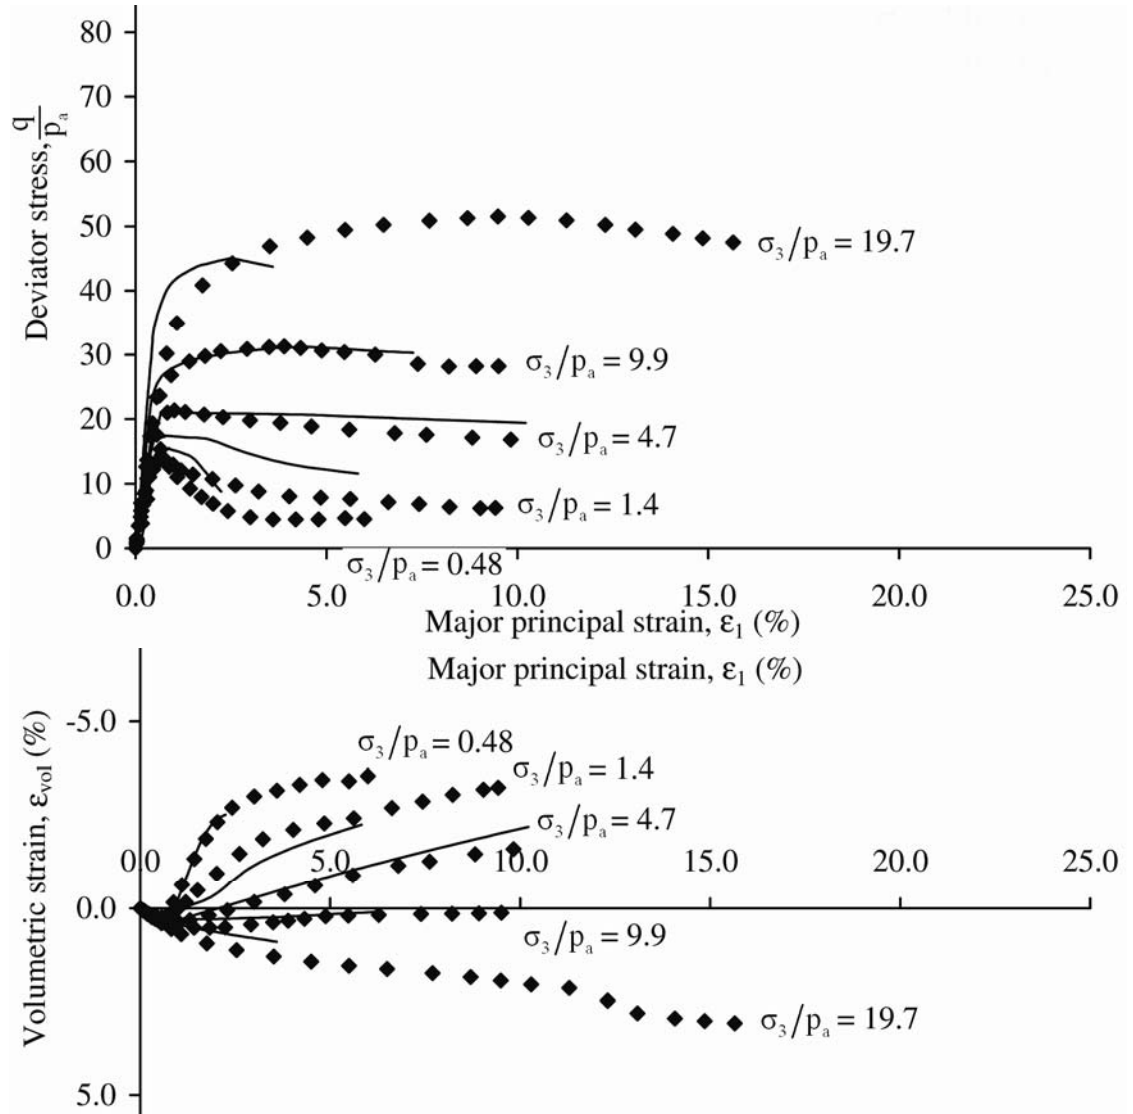 80
70
60
50
40
30
20
10
0
Deviator stress, q/pₐ
σ₃/pₐ = 19.7
σ₃/pₐ = 9.9
σ₃/pₐ = 4.7
σ₃/pₐ = 1.4
σ₃/pₐ = 0.48
0.0 5.0 10.0 15.0 20.0 25.0
Major principal strain, ε₁ (%)
Major principal strain, ε₁ (%)
Volumetric strain, εvol (%)
-5.0
σ₃/pₐ = 0.48
σ₃/pₐ = 1.4
σ₃/pₐ = 4.7
0.0 5.0 10.0 15.0 20.0 25.0
0.0
σ₃/pₐ = 9.9
σ₃/pₐ = 19.7
5.0